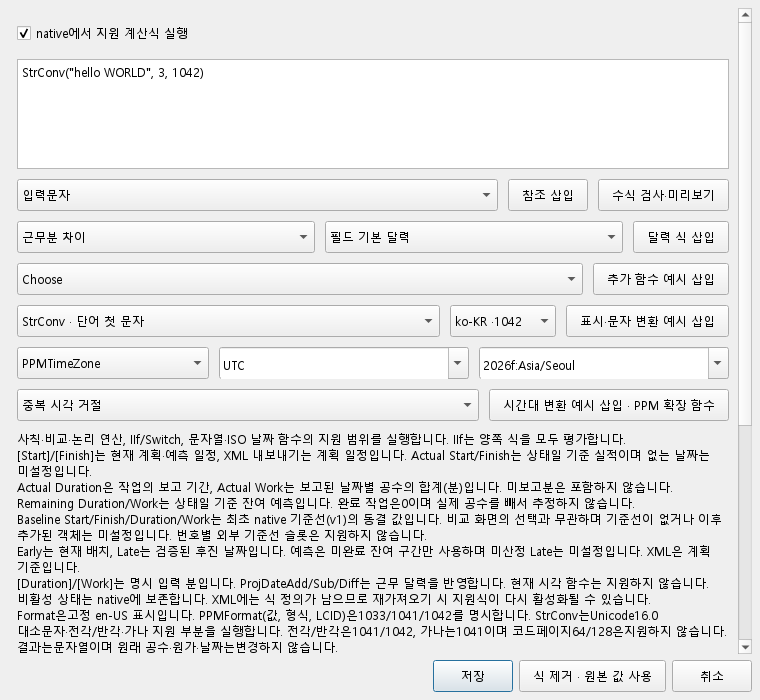 native에서 지원 계산식 실행
StrConv("hello WORLD", 3, 1042)
입력문자
참조 삽입
수식 검사·미리보기
근무분 차이
필드 기본 달력
달력 식 삽입
Choose
추가 함수 예시 삽입
StrConv · 단어 첫 문자
ko-KR ·1042
표시·문자 변환 예시 삽입
PPMTimeZone
UTC
2026f:Asia/Seoul
중복 시각 거절
시간대 변환 예시 삽입 · PPM 확장 함수
사칙·비교·논리 연산, IIf/Switch, 문자열·ISO 날짜 함수의 지원 범위를 실행합니다. IIf는 양쪽 식을 모두 평가합니다.
[Start]/[Finish]는 현재 계획·예측 일정, XML 내보내기는 계획 일정입니다. Actual Start/Finish는 상태일 기준 실적이며 없는 날짜는
미설정입니다.
Actual Duration은 작업의 보고 기간, Actual Work는 보고된 날짜별 공수의 합계(분)입니다. 미보고분은 포함하지 않습니다.
Remaining Duration/Work는 상태일 기준 잔여 예측입니다. 완료 작업은0이며 실제 공수를 빼서 추정하지 않습니다.
Baseline Start/Finish/Duration/Work는 최초 native 기준선(v1)의 동결 값입니다. 비교 화면의 선택과 무관하며 기준선이 없거나 이후
추가된 객체는 미설정입니다. 번호별 외부 기준선 슬롯은 지원하지 않습니다.
Early는 현재 배치, Late는 검증된 후진 날짜입니다. 예측은 미완료 잔여 구간만 사용하며 미산정 Late는 미설정입니다. XML은 계획
기준입니다.
[Duration]/[Work]는 명시 입력 분입니다. ProjDateAdd/Sub/Diff는 근무 달력을 반영합니다. 현재 시각 함수는 지원하지 않습니다.
비활성 상태는 native에 보존합니다. XML에는 식 정의가 남으므로 재가져오기 시 지원식이 다시 활성화될 수 있습니다.
Format은고정 en-US 표시입니다. PPMFormat(값, 형식, LCID)은1033/1041/1042를 명시합니다. StrConv는Unicode16.0
대소문자·전각/반각·가나 지원 부분을 실행합니다. 전각/반각은1041/1042, 가나는1041이며 코드페이지64/128은지원하지 않습니다.
결과는문자열이며 원래 공수·원가·날짜는변경하지 않습니다.
저장
식 제거 · 원본 값 사용
취소